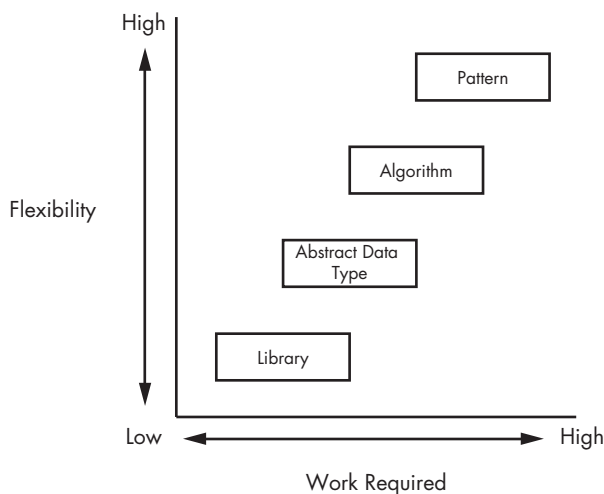 High
Pattern
Algorithm
Flexibility
Abstract Data
Type
Library
Low
High
Work Required